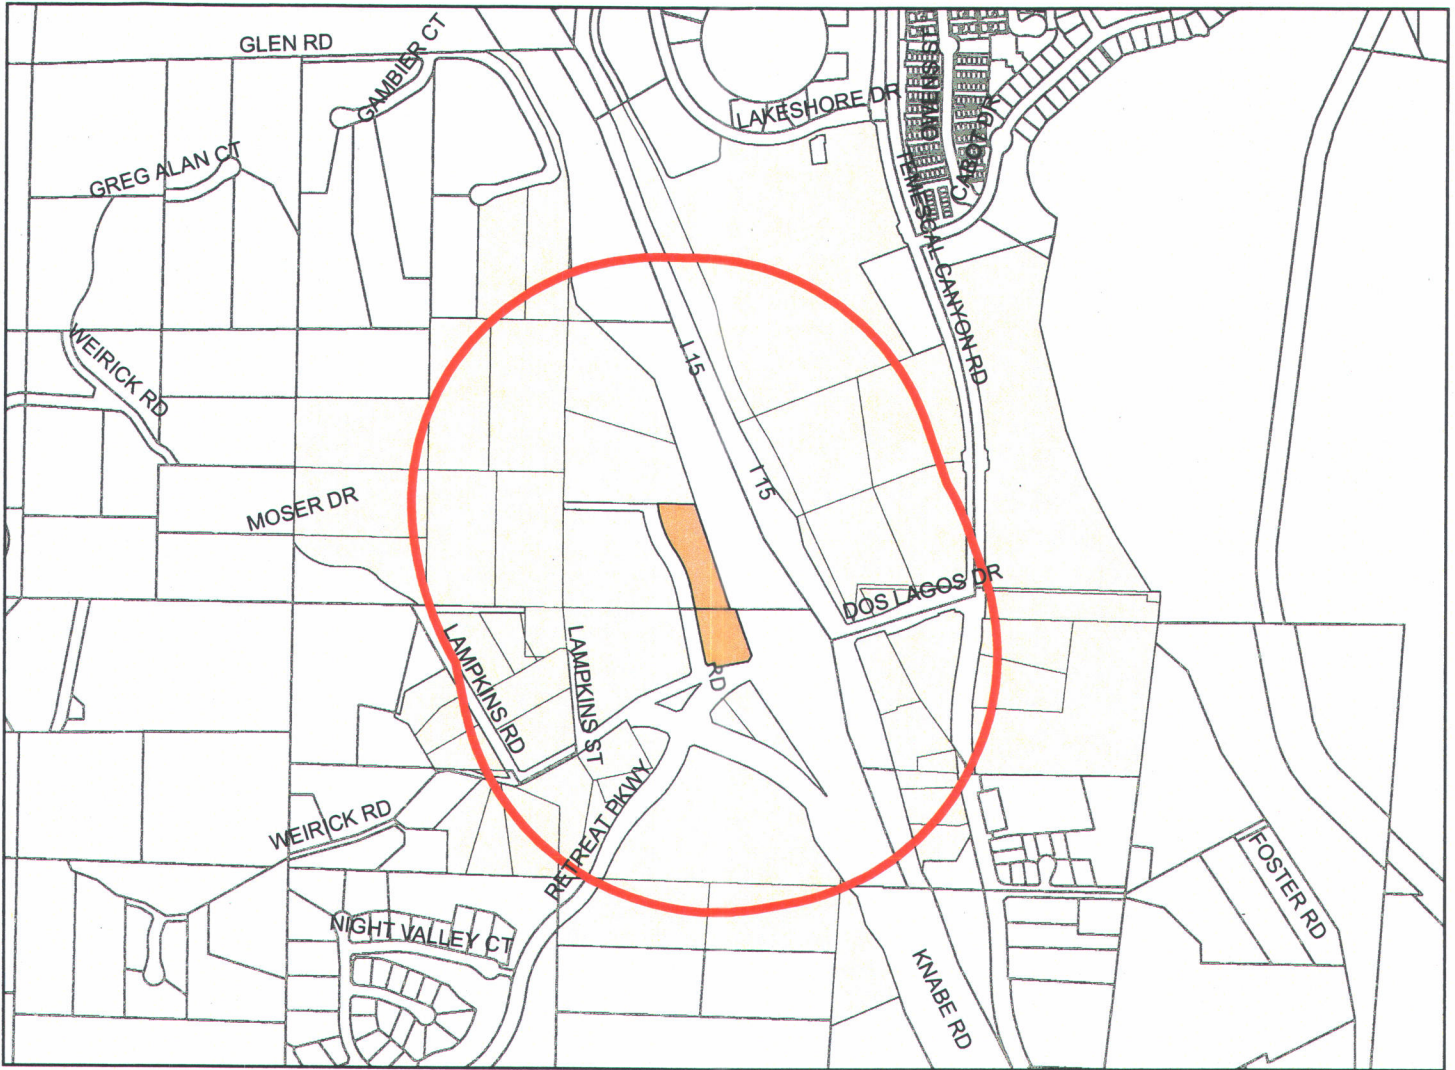 GLEN RD
GAMBIER CT
GREG ALAN CT
LAKESHORE DR
CABOT DR
TEMESCAL CANYON RD
WEIRICK RD
I 15
I 15
MOSER DR
DOS LAGOS DR
LAMPKINS RD
LAMPKINS ST
RD
RETREAT PKWY
WEIRICK RD
NIGHT VALLEY CT
KNABE RD
FOSTER RD